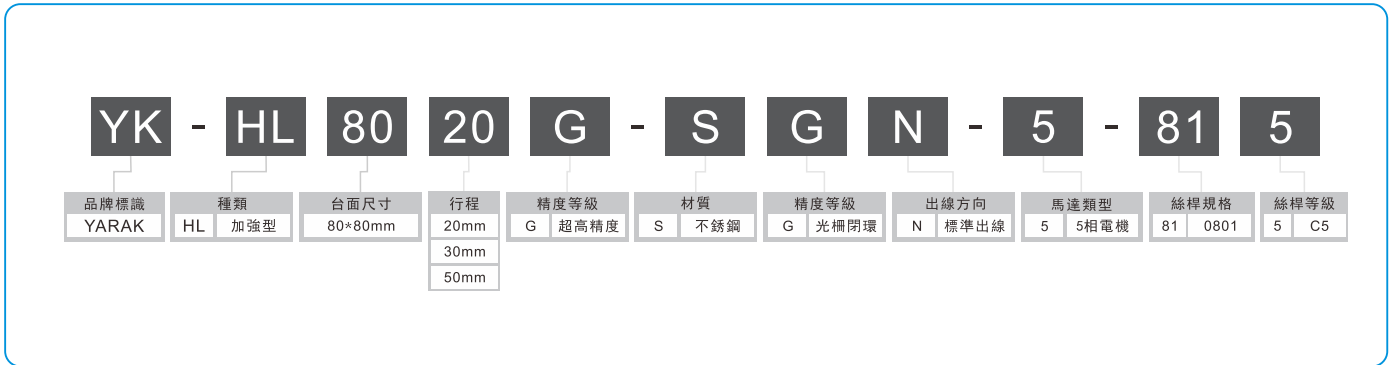 YK - HL 80 20 G - S G N - 5 - 81 5
品牌標識 種類 台面尺寸 行程 精度等級 材質 精度等級 出線方向 馬達類型 絲桿規格 絲桿等級
YARAK HL 加強型 80*80mm 20mm G 超高精度 S 不銹鋼 G 光柵閉環 N 標準出線 5 5相電機 81 0801 5 C5
30mm
50mm